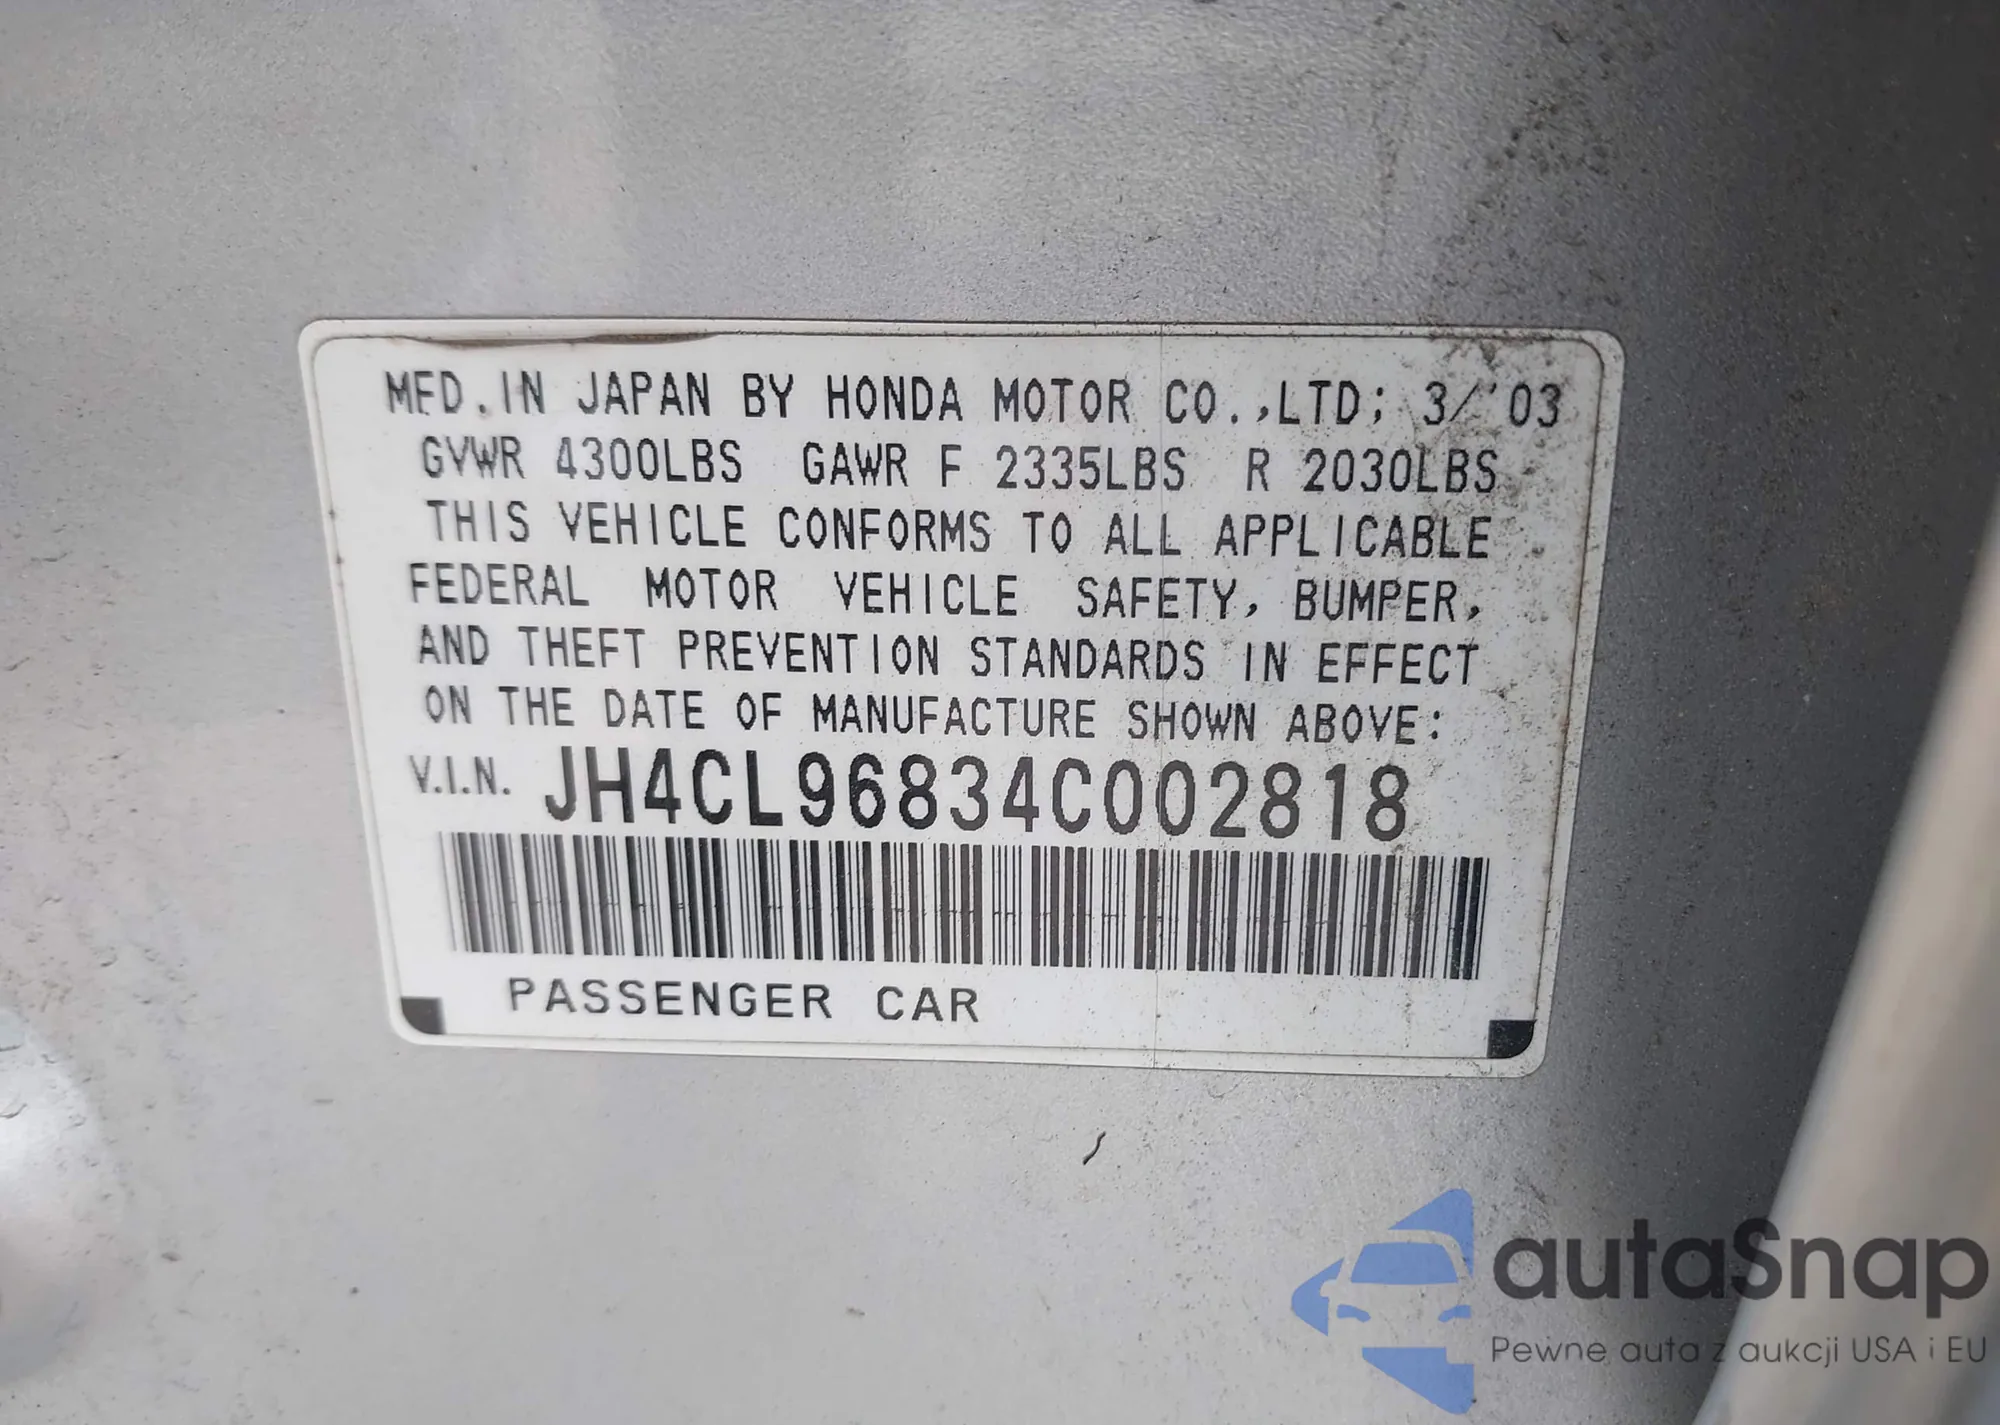 MFD. IN JAPAN BY HONDA MOTOR CO.,LTD; 3/'03
GVWR 4300LBS GAWR F 2335LBS R 2030LBS
THIS VEHICLE CONFORMS TO ALL APPLICABLE
FEDERAL MOTOR VEHICLE SAFETY, BUMPER,
AND THEFT PREVENTION STANDARDS IN EFFECT
ON THE DATE OF MANUFACTURE SHOWN ABOVE:
V.I.N. JH4CL96834C002818
PASSENGER CAR
autaSnap
Pewne auta z aukcji USA i EU